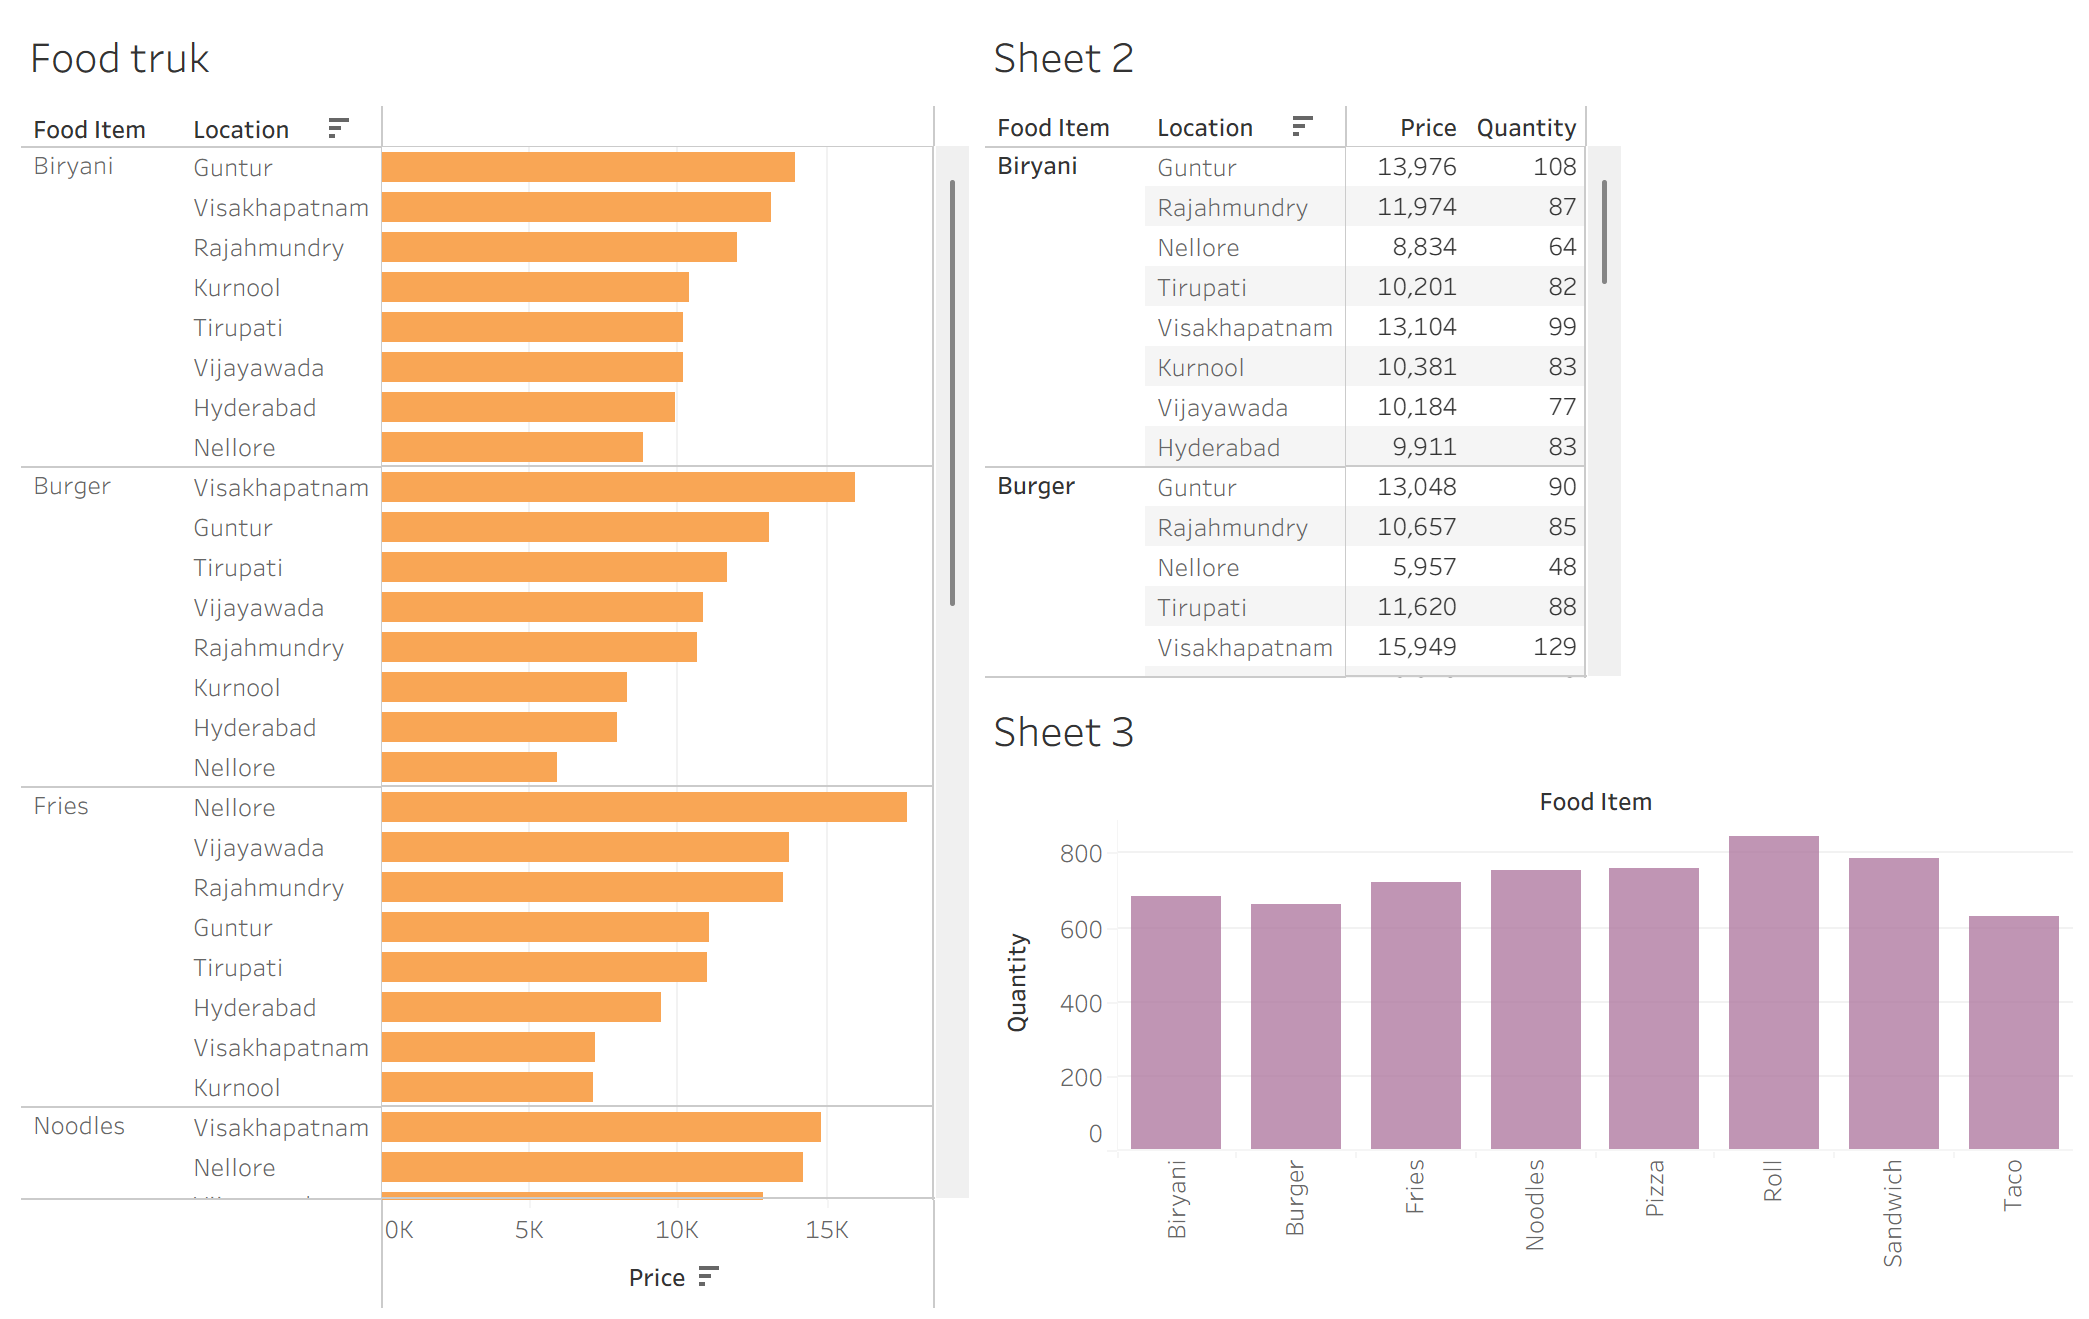 Food truk
Food Item Location
Biryani Guntur
Visakhapatnam
Rajahmundry
Kurnool
Tirupati
Vijayawada
Hyderabad
Nellore
Burger Visakhapatnam
Guntur
Tirupati
Vijayawada
Rajahmundry
Kurnool
Hyderabad
Nellore
Fries Nellore
Vijayawada
Rajahmundry
Guntur
Tirupati
Hyderabad
Visakhapatnam
Kurnool
Noodles Visakhapatnam
Nellore
0K 5K 10K 15K
Price
Sheet 2
Food Item Location Price Quantity
Biryani Guntur 13,976 108
Rajahmundry 11,974 87
Nellore 8,834 64
Tirupati 10,201 82
Visakhapatnam 13,104 99
Kurnool 10,381 83
Vijayawada 10,184 77
Hyderabad 9,911 83
Burger Guntur 13,048 90
Rajahmundry 10,657 85
Nellore 5,957 48
Tirupati 11,620 88
Visakhapatnam 15,949 129
Sheet 3
Food Item
Quantity
800
600
400
200
0
Biryani Burger Fries Noodles Pizza Roll Sandwich Taco